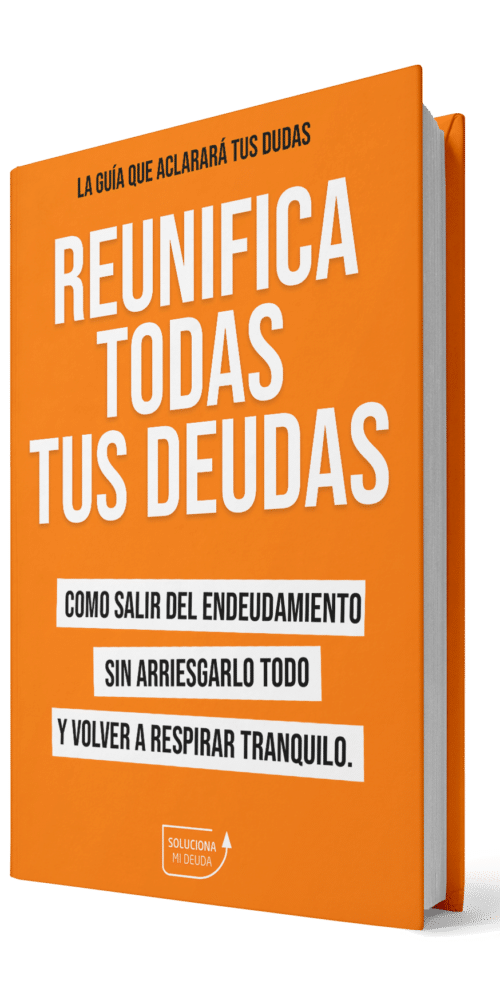 LA GUÍA QUE ACLARARÁ TUS DUDAS
REUNIFICA
TODAS
TUS DEUDAS
COMO SALIR DEL ENDEUDAMIENTO
SIN ARRIESGARLO TODO
Y VOLVER A RESPIRAR TRANQUILO.
SOLUCIONA
MI DEUDA